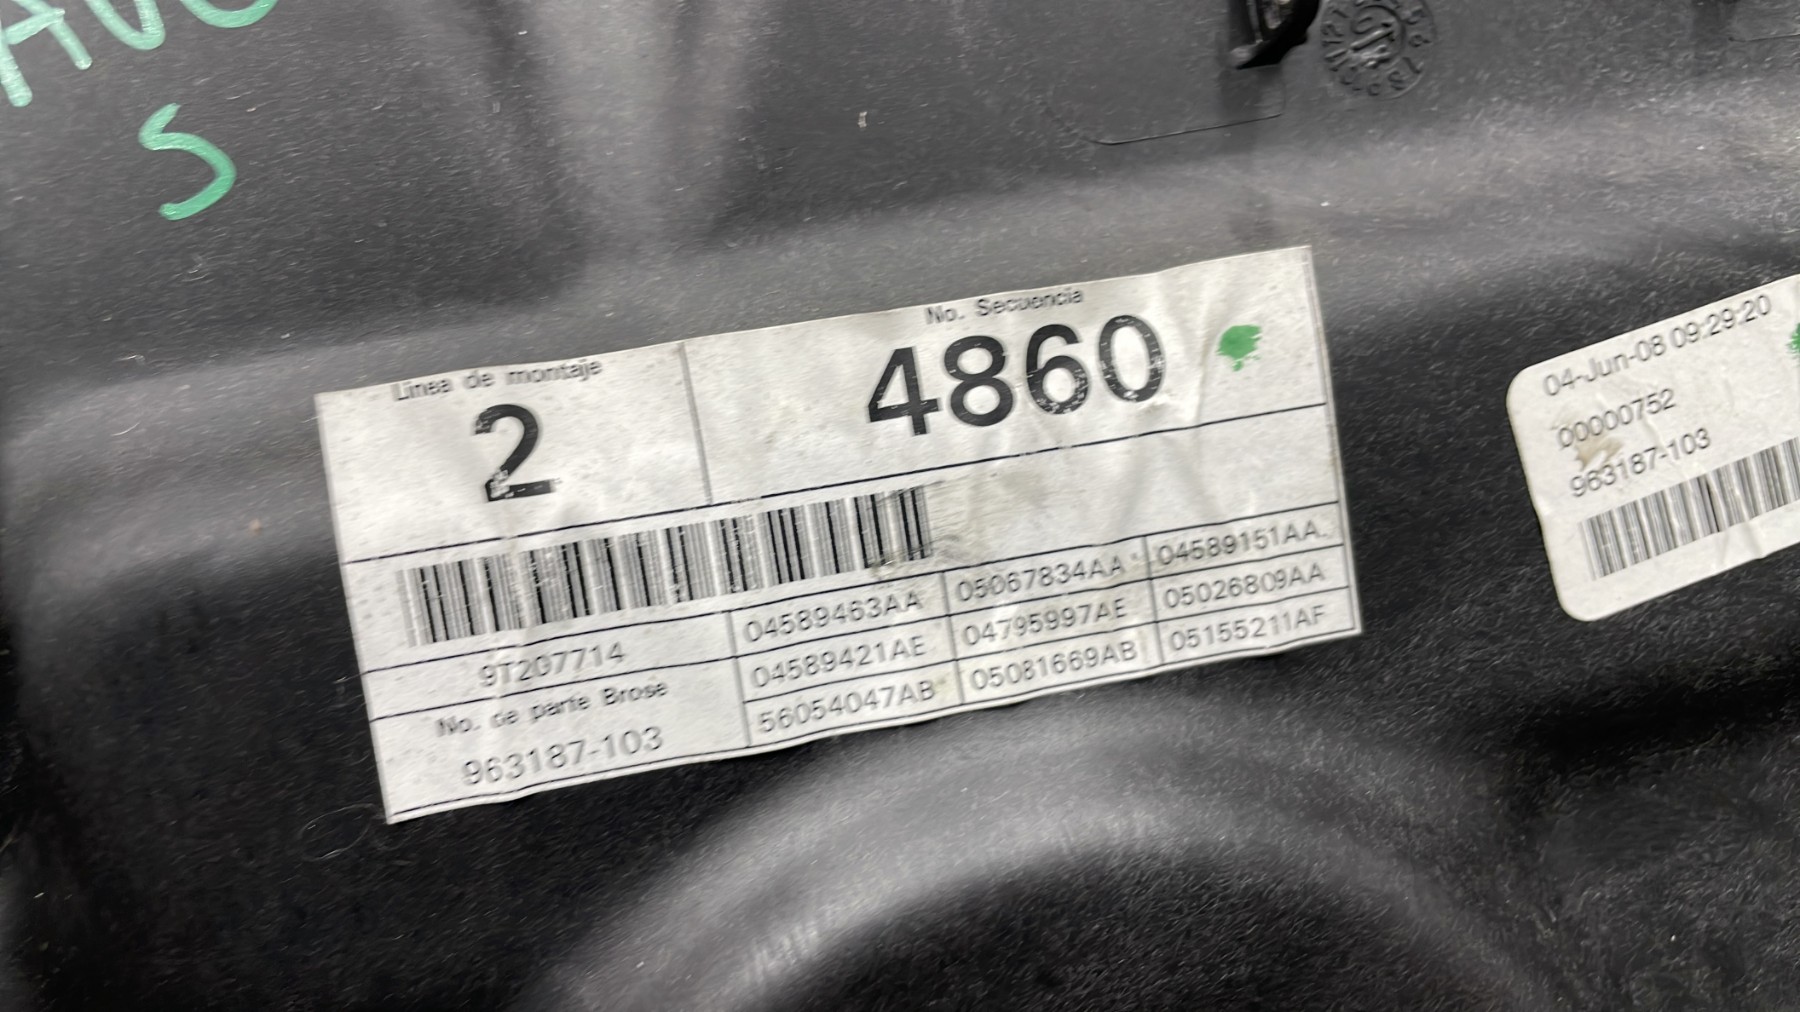 S
Linea de montaje
2
No. Secuencia
4860
9T207714
No. de parte Brose
963187-103
04589463AA 05067834AA 04589151AA
04589421AE 04795997AE 05026809AA
56054047AB 05081669AB 05155211AF
04-Jun-08 09:29:20
00000752
963187-103